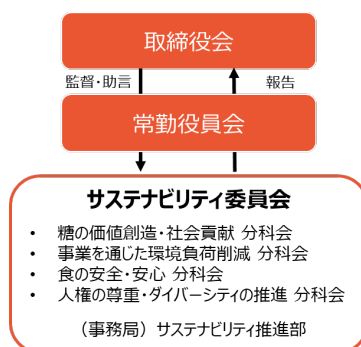 取締役会
監督・助言 報告
常勤役員会
サステナビリティ委員会
• 糖の価値創造・社会貢献 分科会
• 事業を通じた環境負荷削減 分科会
• 食の安全・安心 分科会
• 人権の尊重・ダイバーシティの推進 分科会
（事務局）サステナビリティ推進部